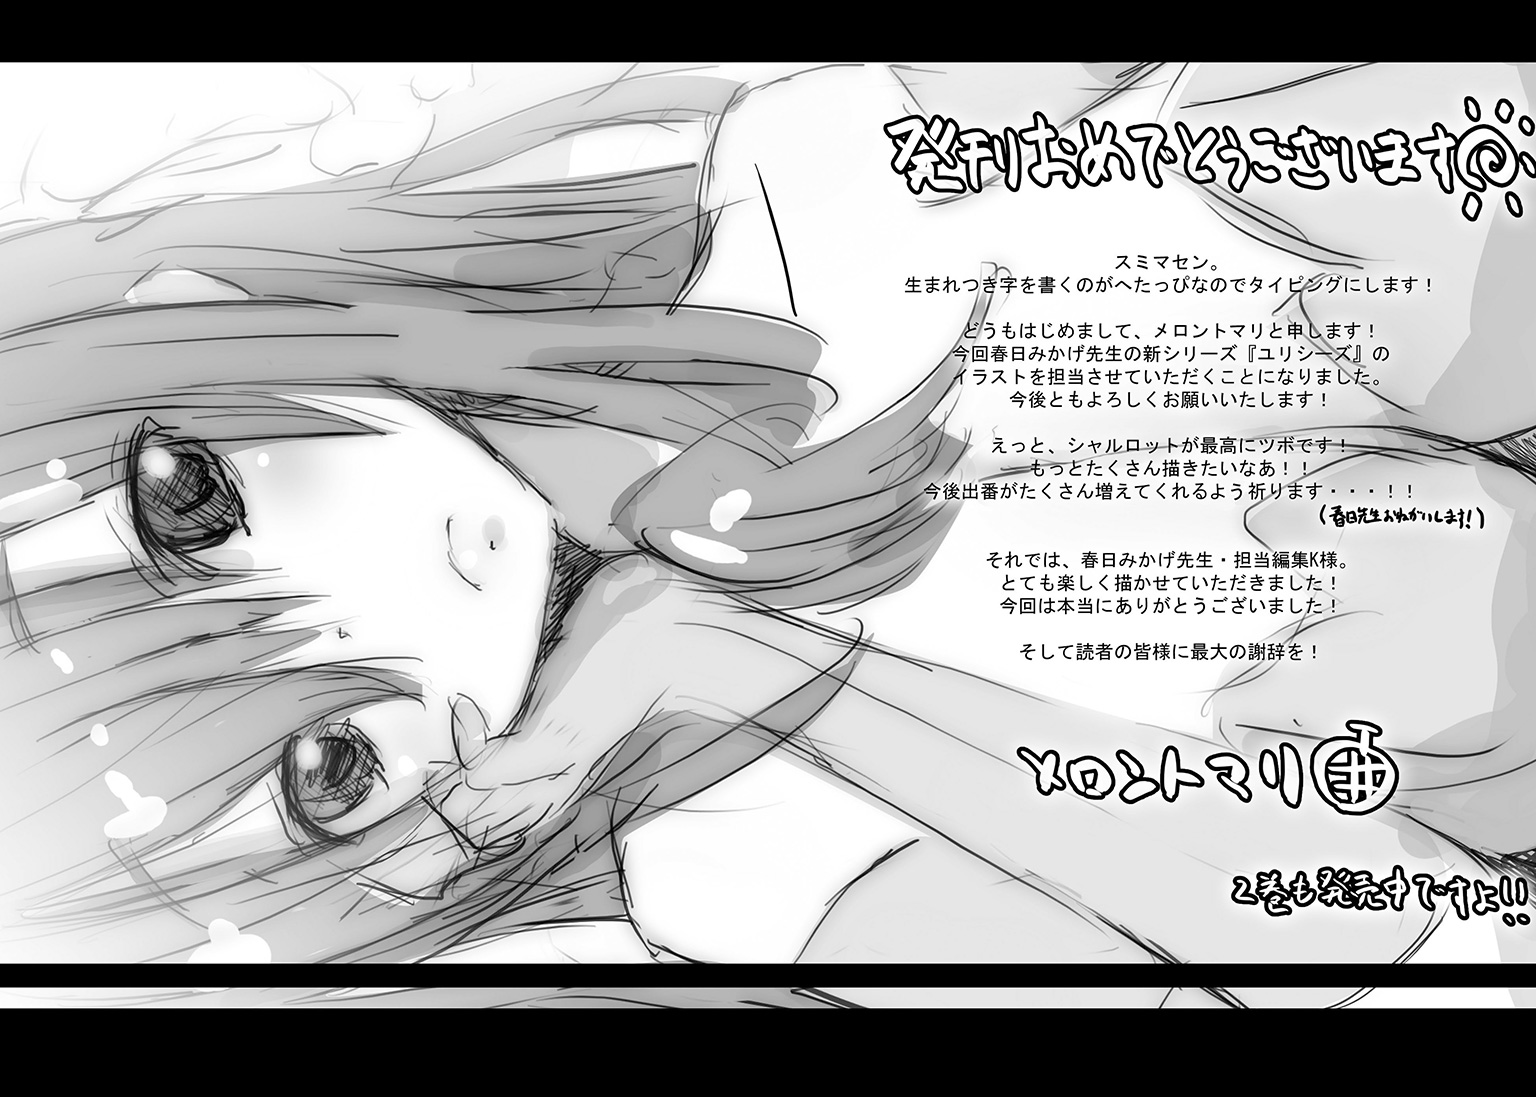 発刊おめでとうございます
スミマセン。
生まれつき字を書くのがへたっぴなのでタイピングにします！
どうもはじめまして、メロントマリと申します！
今回春日みかげ先生の新シリーズ『ユリシーズ』の
イラストを担当させていただくことになりました。
今後ともよろしくお願いいたします！
えっと、シャルロットが最高にツボです！
もっとたくさん描きたいなあ！！
今後出番がたくさん増えてくれるよう祈ります・・・！！
(春日先生おねがいします！)
それでは、春日みかげ先生・担当編集K様。
とても楽しく描かせていただきました！
今回は本当にありがとうございました！
そして読者の皆様に最大の謝辞を！
メロントマリ
2巻も発売中ですよ!!